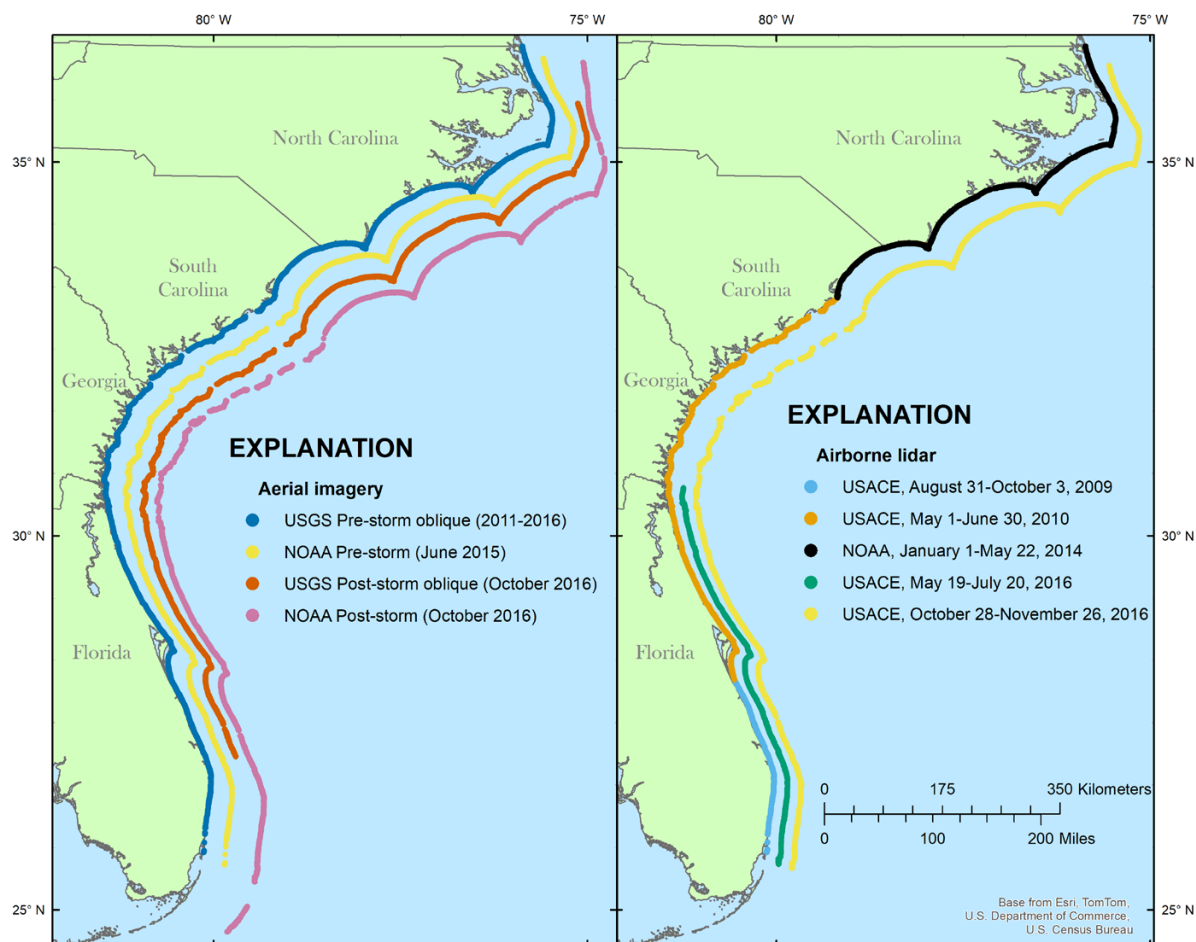 80° W
75° W
80° W
75° W
35° N
30° N
25° N
North Carolina
South
Carolina
Georgia
Florida
EXPLANATION
Aerial imagery
USGS Pre-storm oblique (2011-2016)
NOAA Pre-storm (June 2015)
USGS Post-storm oblique (October 2016)
NOAA Post-storm (October 2016)
North Carolina
South
Carolina
Georgia
Florida
EXPLANATION
Airborne lidar
USACE, August 31-October 3, 2009
USACE, May 1-June 30, 2010
NOAA, January 1-May 22, 2014
USACE, May 19-July 20, 2016
USACE, October 28-November 26, 2016
0 175 350 Kilometers
0 100 200 Miles
Base from Esri, TomTom,
U.S. Department of Commerce,
U.S. Census Bureau
35° N
30° N
25° N